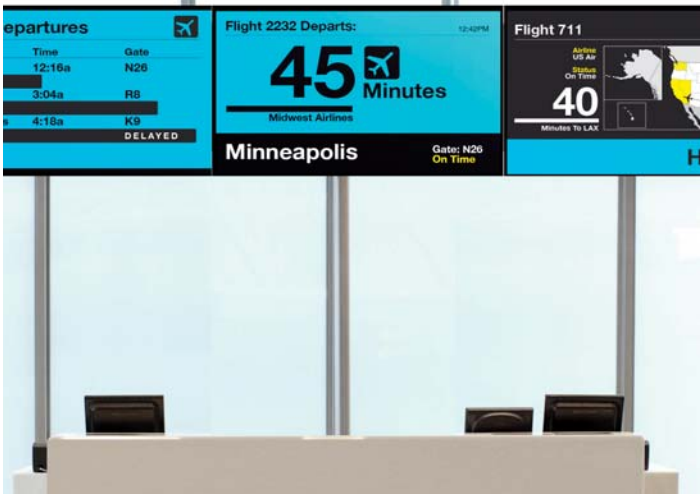 epartures
Time Gate
12:16a N26
3:04a R8
s 4:18a K9
DELAYED
Flight 2232 Departs: 12:42PM
45 Minutes
Midwest Airlines
Minneapolis
Gate: N26
On Time
Flight 711
Airline
US Air
Status
On Time
40
Minutes To LAX
H